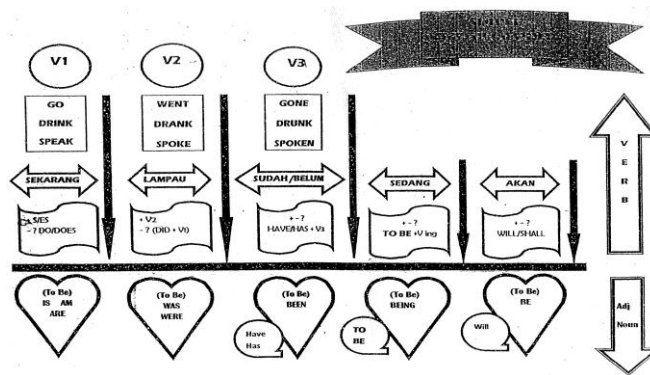 V1
V2
V3
GO
DRINK
SPEAK
WENT
DRANK
SPOKE
GONE
DRUNK
SPOKEN
SEKARANG
LAMPAU
SUDAH/BELUM
SEDANG
AKAN
S/ES
- ? DO/DOES
+ V2
- ? (DID + V1)
+ - ?
HAVE/HAS + V3
+ - ?
TO BE +V ing
+ - ?
WILL/SHALL
VERB
(To Be)
IS AM
ARE
(To Be)
WAS
WERE
(To Be)
BEEN
Have
Has
(To Be)
BEING
TO
BE
(To Be)
BE
Will
Adj
Noun